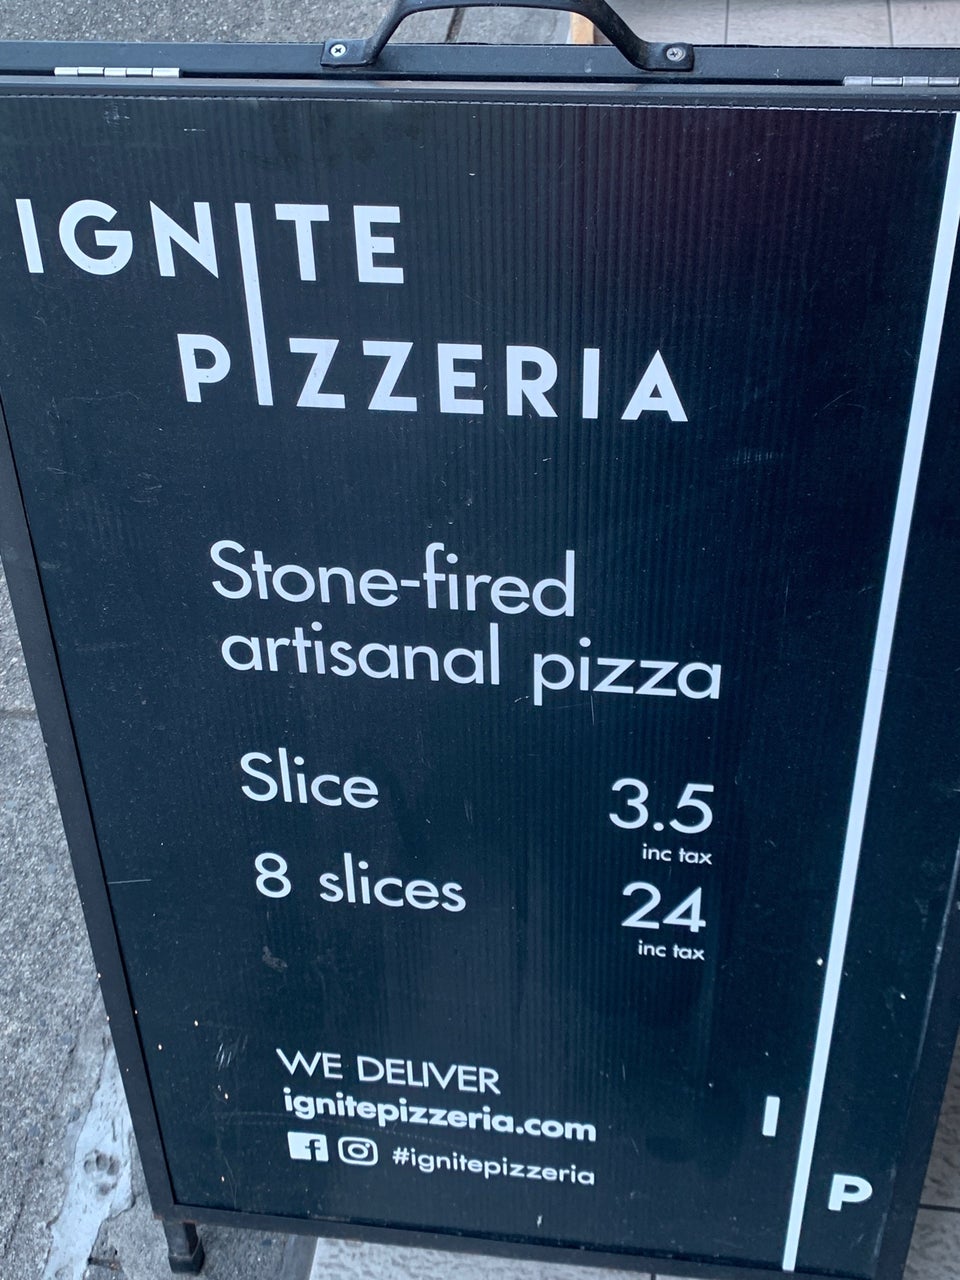 IGNITE
PIZZERIA
Stone-fired
artisanal pizza
Slice 3.5
inc tax
8 slices 24
inc tax
WE DELIVER
ignitepizzeria.com
#ignitepizzeria
I
P